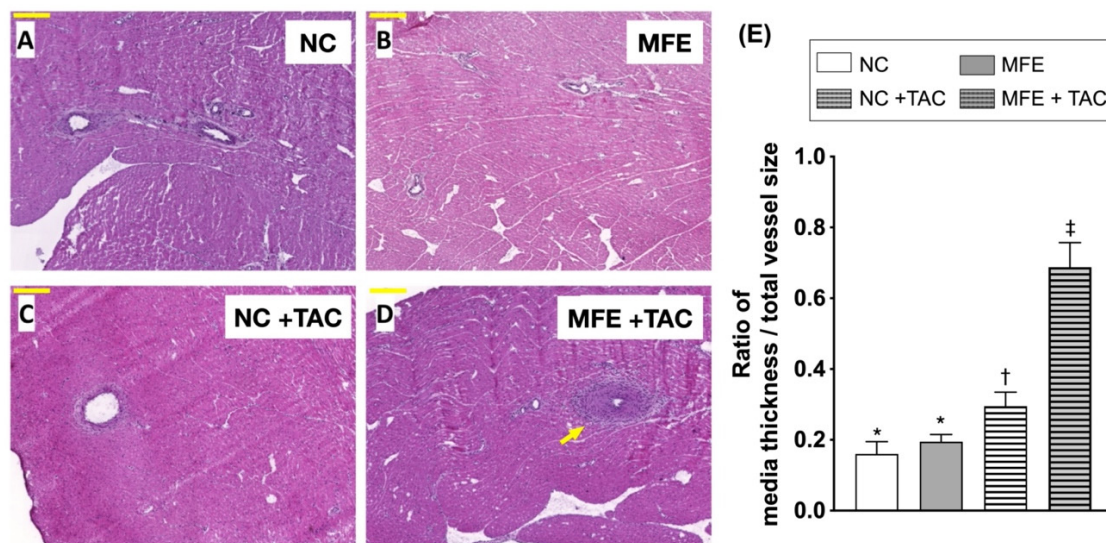 A
NC
B
MFE
C
NC +TAC
D
MFE +TAC
(E)
NC
MFE
NC +TAC
MFE + TAC
Ratio of
media thickness / total vessel size
1.0
0.8
0.6
0.4
0.2
0.0
*
*
†
‡